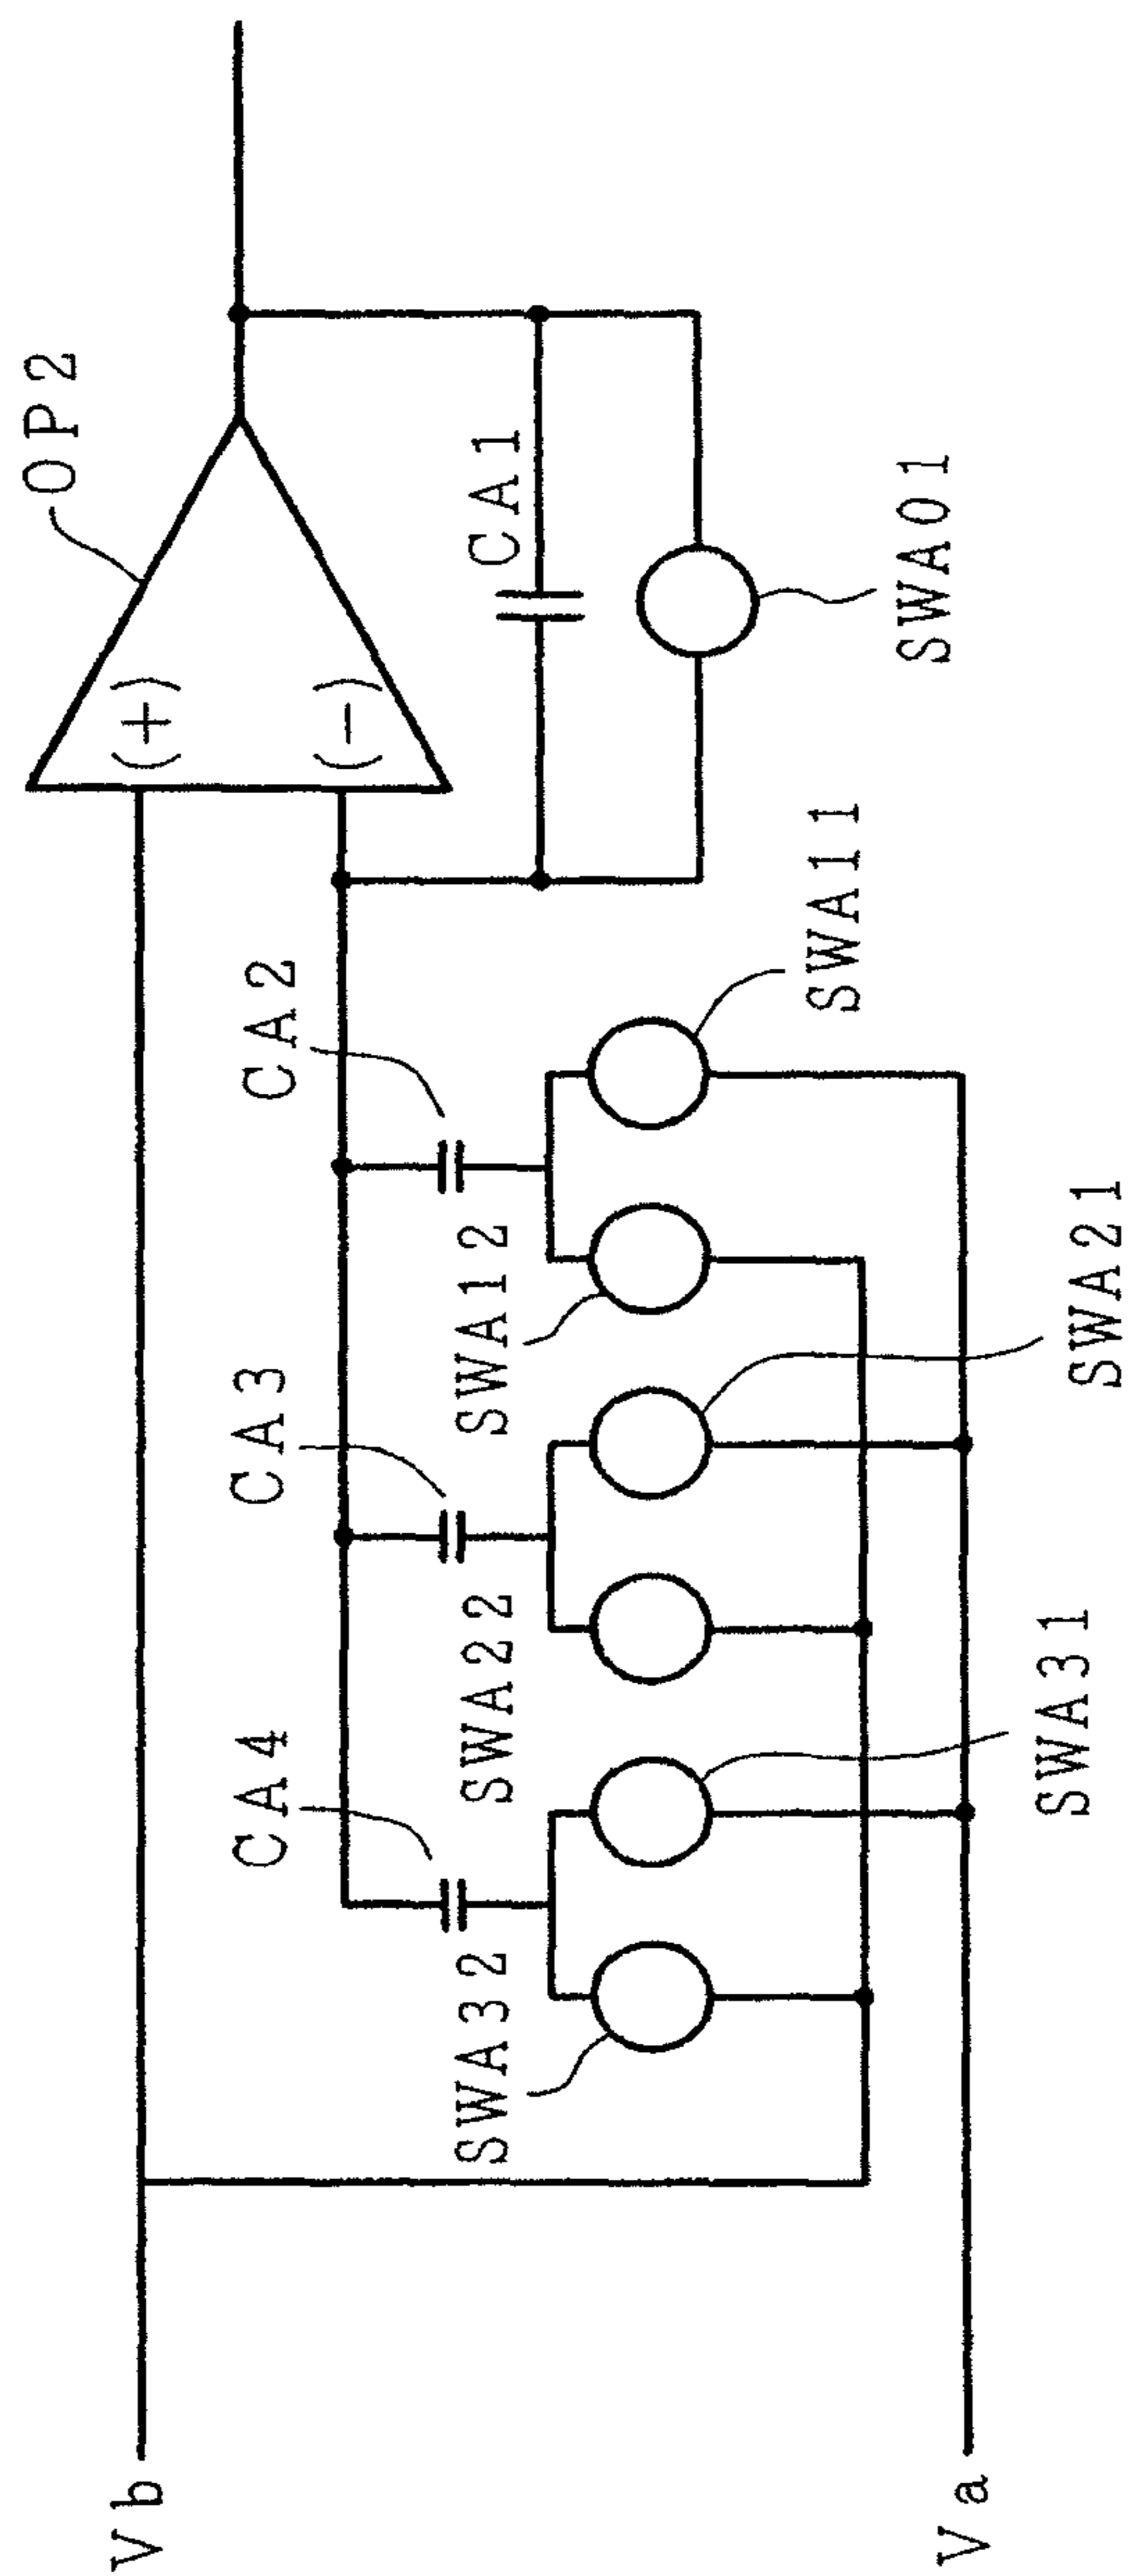 OP2
(+)
(-)
CA1
SWA01
CA2
SWA11
SWA12
CA3
SWA21
SWA22
CA4
SWA31
SWA32
Vb
Va